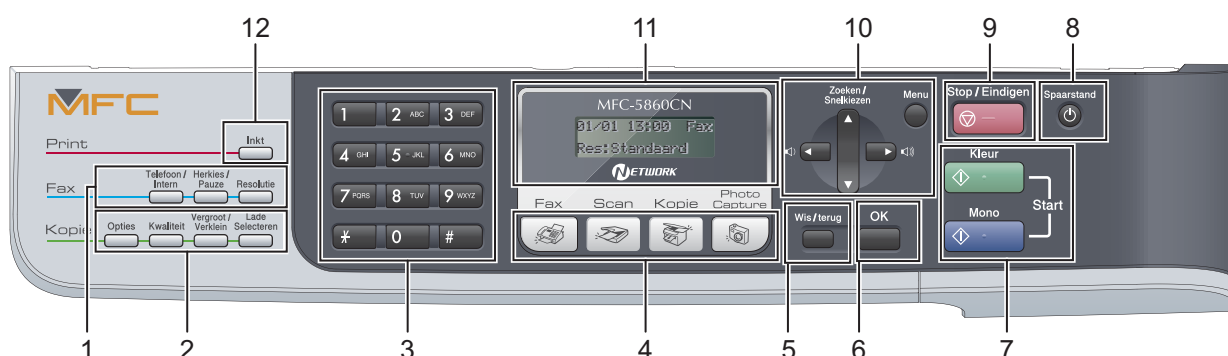 12 11 10 9 8
MFC
Print
Inkt
Fax
Telefoon / Intern
Herkies / Pauze
Resolutie
Kopie
Opties
Kwaliteit
Vergroot / Verklein
Lade Selecteren
1
2 ABC
3 DEF
4 GHI
5 JKL
6 MNO
7 PQRS
8 TUV
9 WXYZ
*
0
#
MFC-5860CN
01/01 13:00 Fax
Res:Standaard
NETWORK
Fax
Scan
Kopie
Photo Capture
Zoeken / Snelkiezen
Menu
Wis/terug
OK
Stop / Eindigen
Spaarstand
Kleur
Mono
Start
1 2 3 4 5 6 7